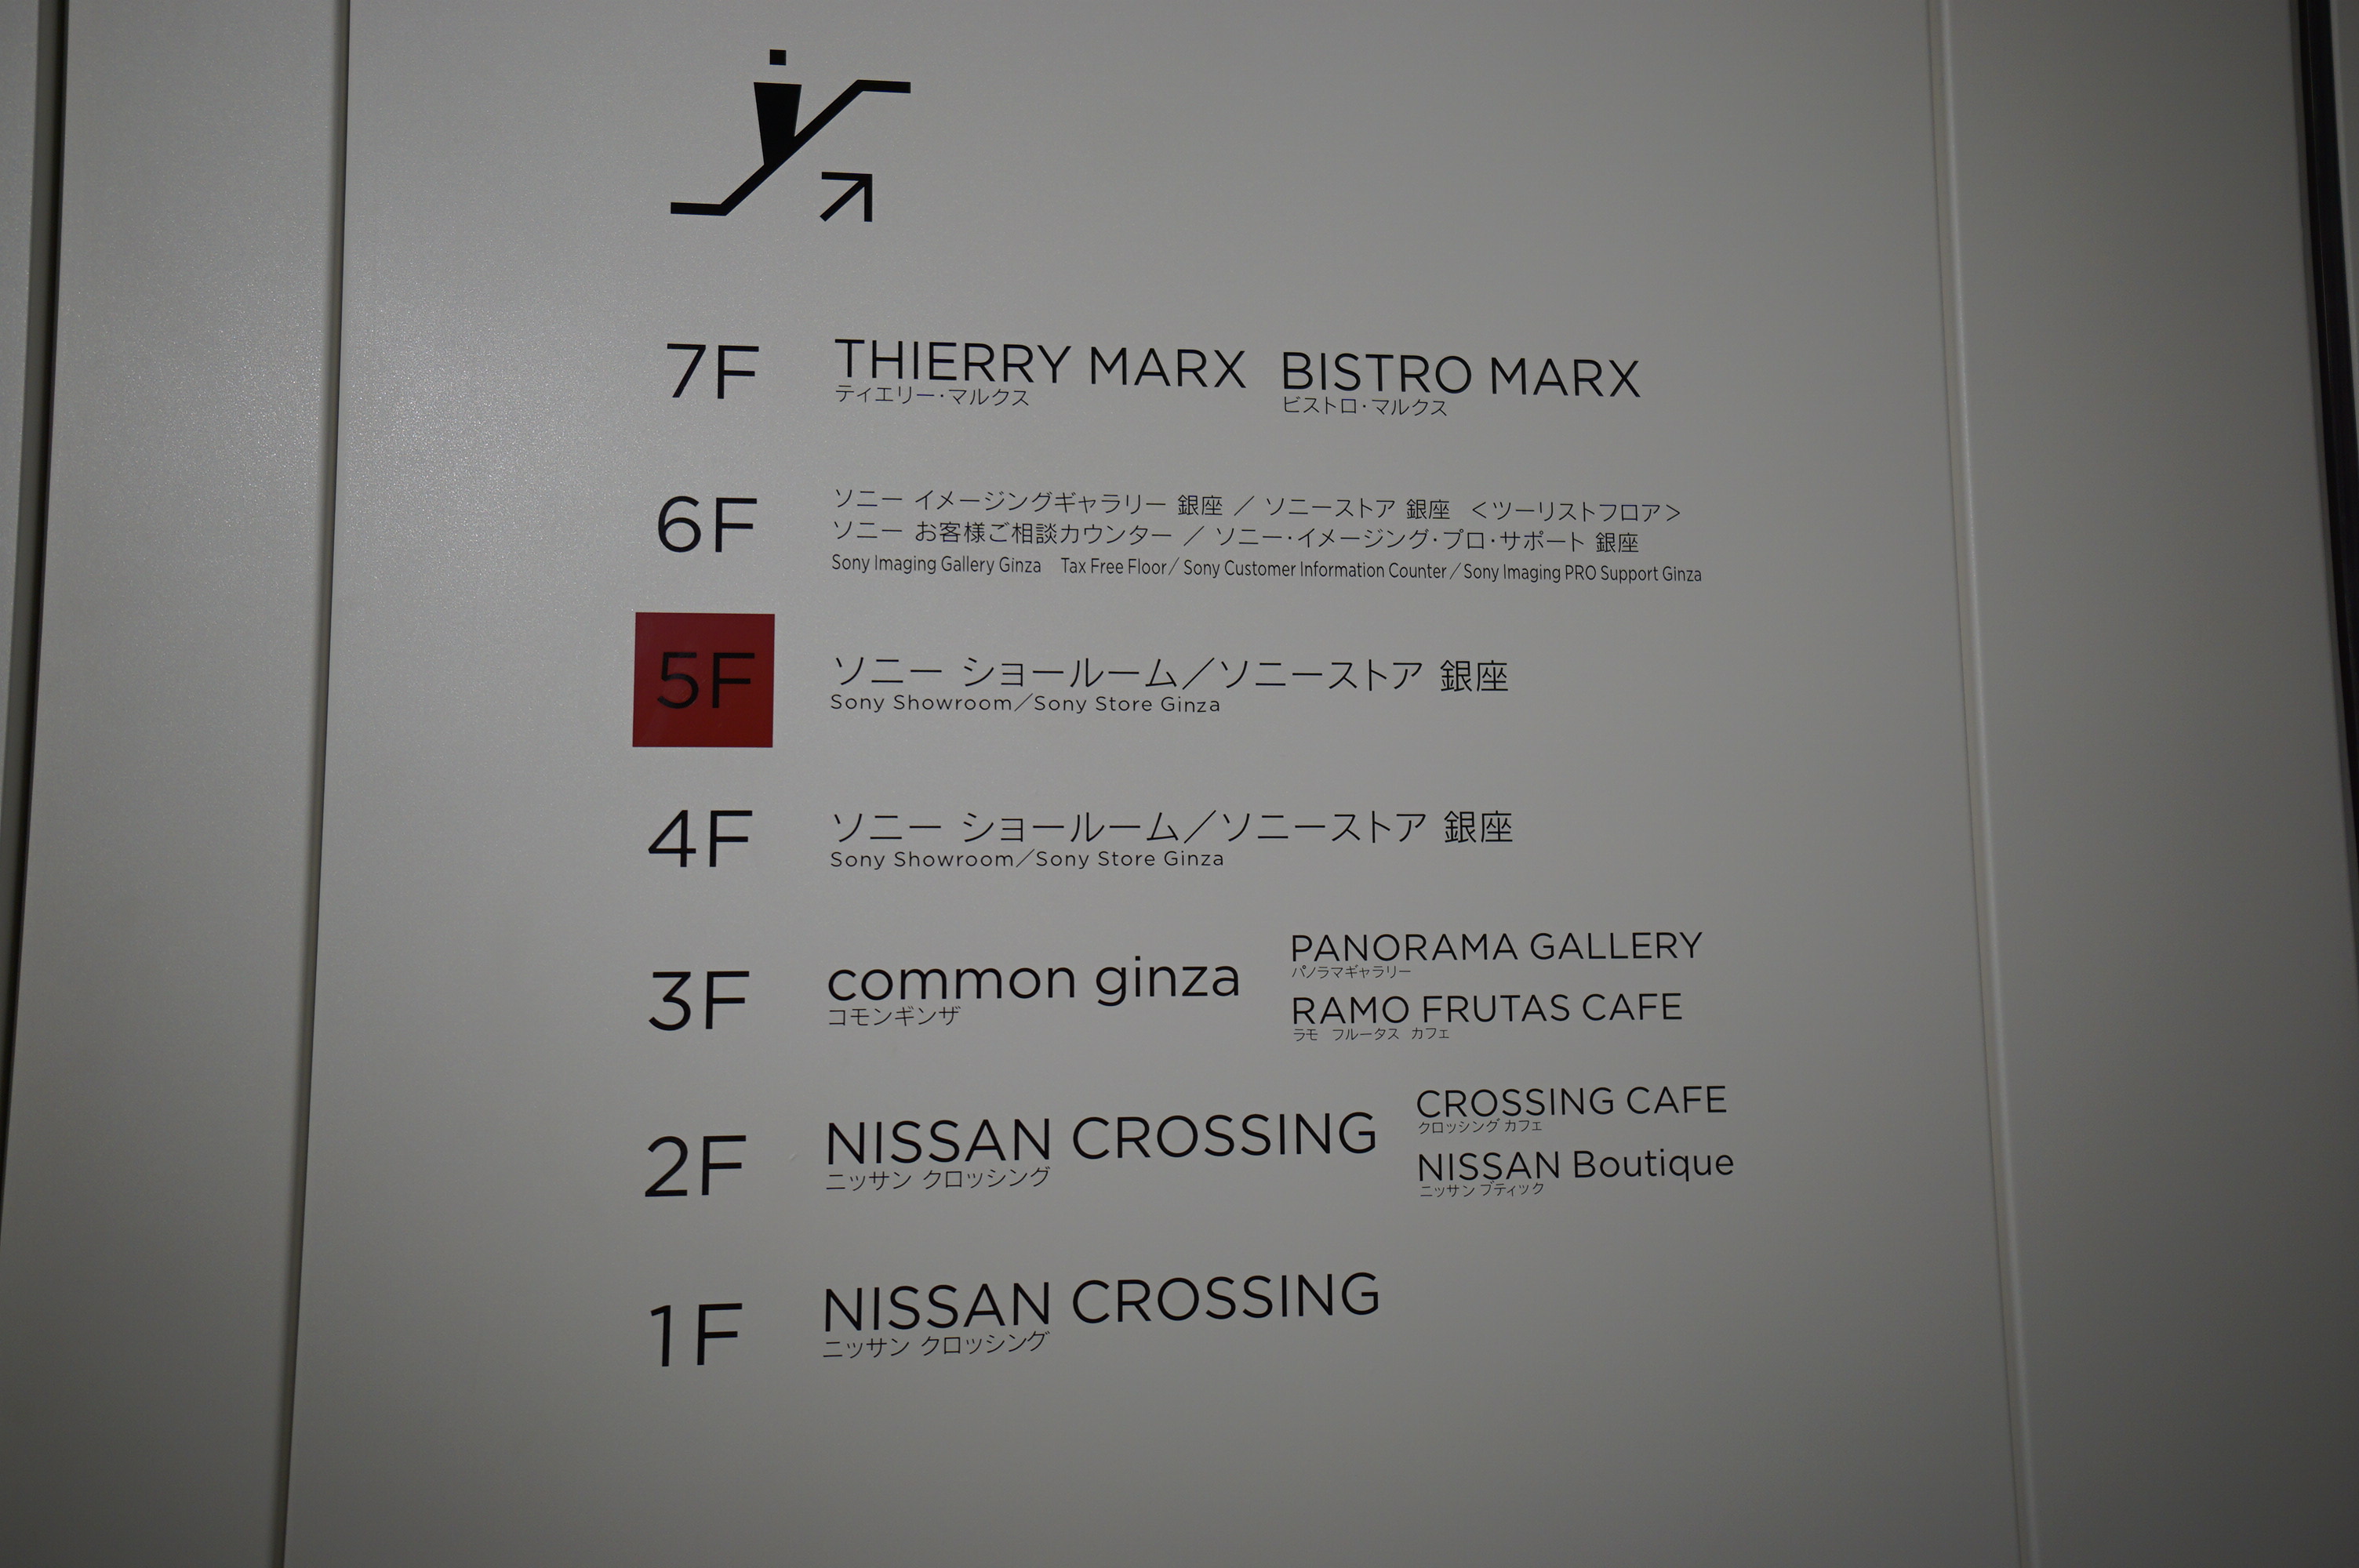 7F THIERRY MARX BISTRO MARX
ティエリー・マルクス ビストロ・マルクス
6F ソニー イメージングギャラリー 銀座 ／ ソニーストア 銀座 ＜ツーリストフロア＞
ソニー お客様ご相談カウンター ／ ソニー・イメージング・プロ・サポート 銀座
Sony Imaging Gallery Ginza Tax Free Floor／Sony Customer Information Counter／Sony Imaging PRO Support Ginza
5F ソニー ショールーム／ソニーストア 銀座
Sony Showroom／Sony Store Ginza
4F ソニー ショールーム／ソニーストア 銀座
Sony Showroom／Sony Store Ginza
3F common ginza
コモンギンザ
PANORAMA GALLERY
パノラマギャラリー
RAMO FRUTAS CAFE
ラモ フルータス カフェ
2F NISSAN CROSSING
ニッサン クロッシング
CROSSING CAFE
クロッシング カフェ
NISSAN Boutique
ニッサン ブティック
1F NISSAN CROSSING
ニッサン クロッシング